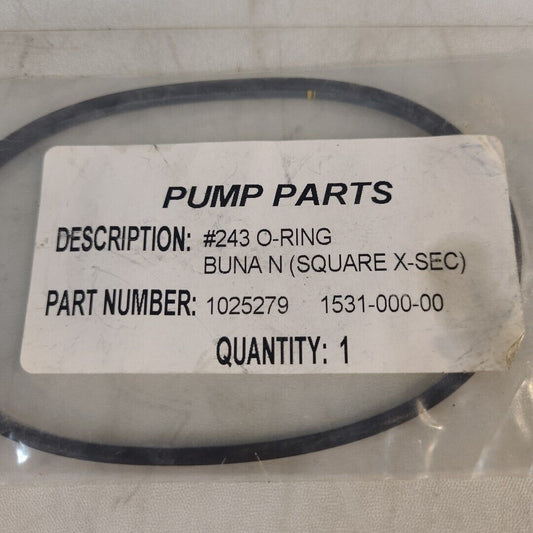 PUMP PARTS
DESCRIPTION: #243 O-RING
BUNA N (SQUARE X-SEC)
PART NUMBER: 1025279 1531-000-00
QUANTITY: 1